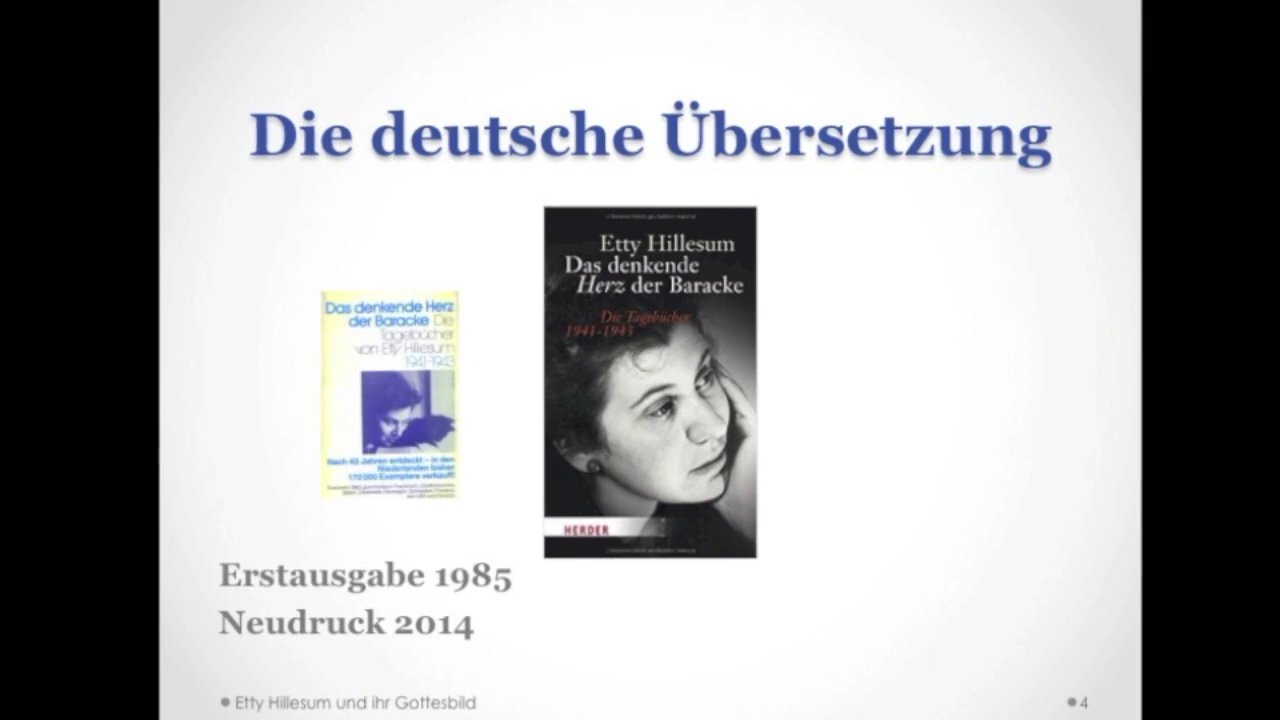 Die deutsche Übersetzung
Das denkende Herz
der Baracke Die
Tagebücher
von Etty Hillesum
1941-1943
Nach 40 Jahren entdeckt – in den
Niederlanden bisher
170 000 Exemplare verkauft!
Etty Hillesum
Das denkende
Herz der Baracke
Die Tagebücher
1941-1943
HERDER
Erstausgabe 1985
Neudruck 2014
Etty Hillesum und ihr Gottesbild
4